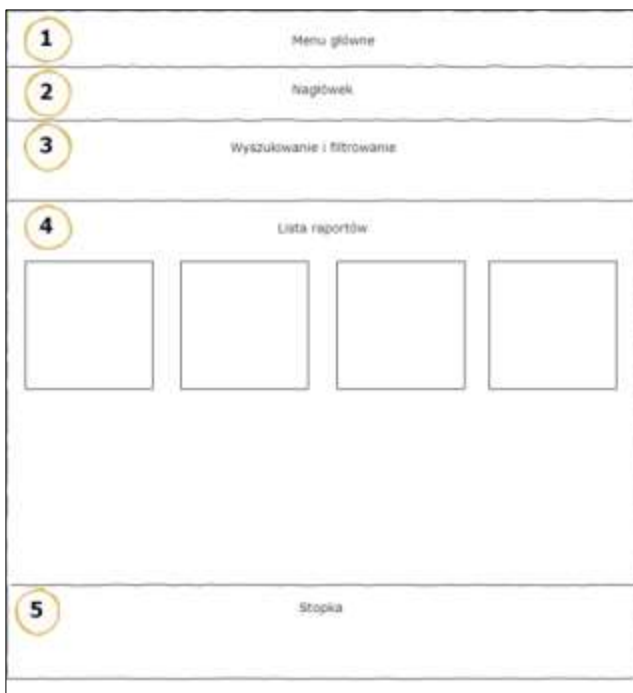 1
Menu główne
2
Nagłówek
3
Wyszukiwanie i filtrowanie
4
Lista raportów
5
Stopka